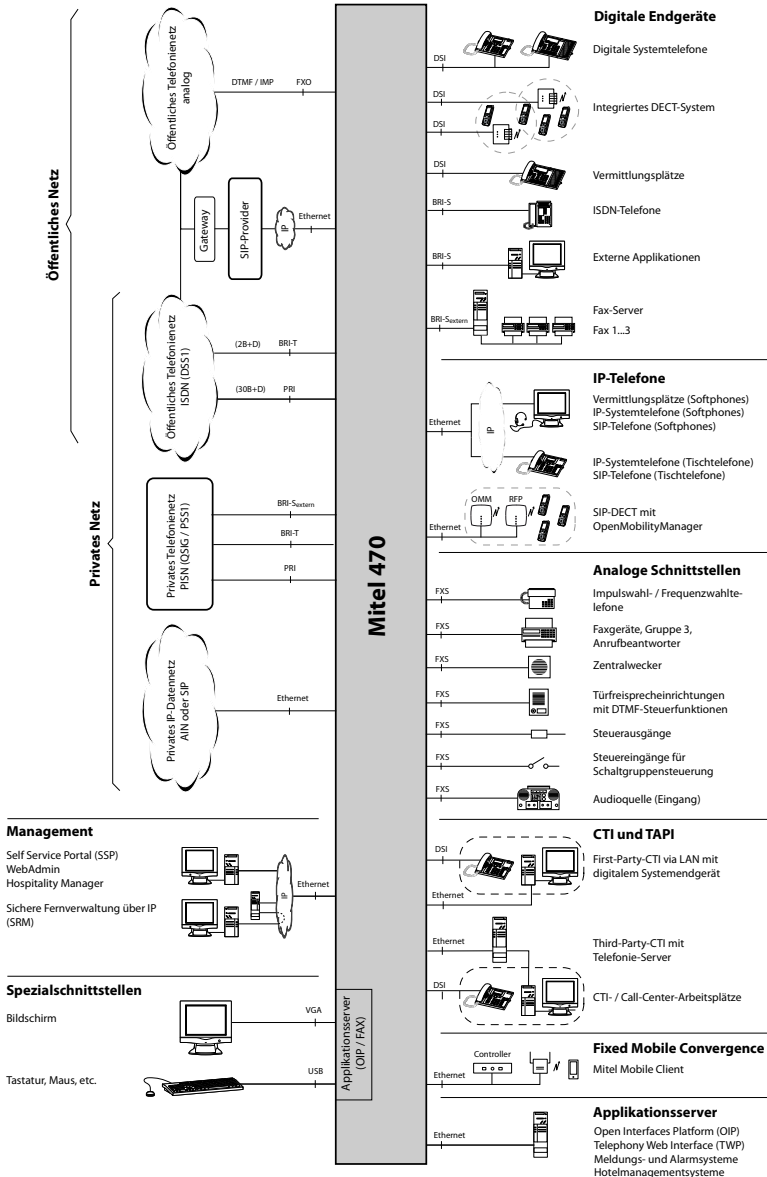 Öffentliches Netz
Privates Netz
Öffentliches Telefonienetz
analog
DTMF / IMP
FXO
Gateway
SIP-Provider
IP
Ethernet
Öffentliches Telefonienetz
ISDN (DSS1)
(2B+D)
BRI-T
(30B+D)
PRI
Privates Telefonienetz
PISN (QSIG / PSS1)
BRI-Sextern
BRI-T
PRI
Privates IP-Datennetz
AIN oder SIP
Ethernet
Management
Self Service Portal (SSP)
WebAdmin
Hospitality Manager
Sichere Fernverwaltung über IP
(SRM)
IP
Ethernet
Spezialschnittstellen
Bildschirm
VGA
Tastatur, Maus, etc.
USB
Mitel 470
Applikationsserver
(OIP / FAX)
Digitale Endgeräte
DSI
Digitale Systemtelefone
DSI
Integriertes DECT-System
DSI
DSI
Vermittlungsplätze
BRI-S
ISDN-Telefone
BRI-S
Externe Applikationen
BRI-Sextern
Fax-Server
Fax 1...3
IP-Telefone
Ethernet
IP
Vermittlungsplätze (Softphones)
IP-Systemtelefone (Softphones)
SIP-Telefone (Softphones)
IP-Systemtelefone (Tischtelefone)
SIP-Telefone (Tischtelefone)
Ethernet
OMM
RFP
SIP-DECT mit
OpenMobilityManager
Analoge Schnittstellen
FXS
Impulswahl- / Frequenzwahlte-
lefone
FXS
Faxgeräte, Gruppe 3,
Anrufbeantworter
FXS
Zentralwecker
FXS
Türfreisprecheinrichtungen
mit DTMF-Steuerfunktionen
FXS
Steuerausgänge
FXS
Steuereingänge für
Schaltgruppensteuerung
FXS
Audioquelle (Eingang)
CTI und TAPI
DSI
First-Party-CTI via LAN mit
digitalem Systemendgerät
Ethernet
Ethernet
Third-Party-CTI mit
Telefonie-Server
DSI
CTI- / Call-Center-Arbeitsplätze
Fixed Mobile Convergence
Controller
Ethernet
Mitel Mobile Client
Applikationsserver
Ethernet
Open Interfaces Platform (OIP)
Telephony Web Interface (TWP)
Meldungs- und Alarmsysteme
Hotelmanagementsysteme